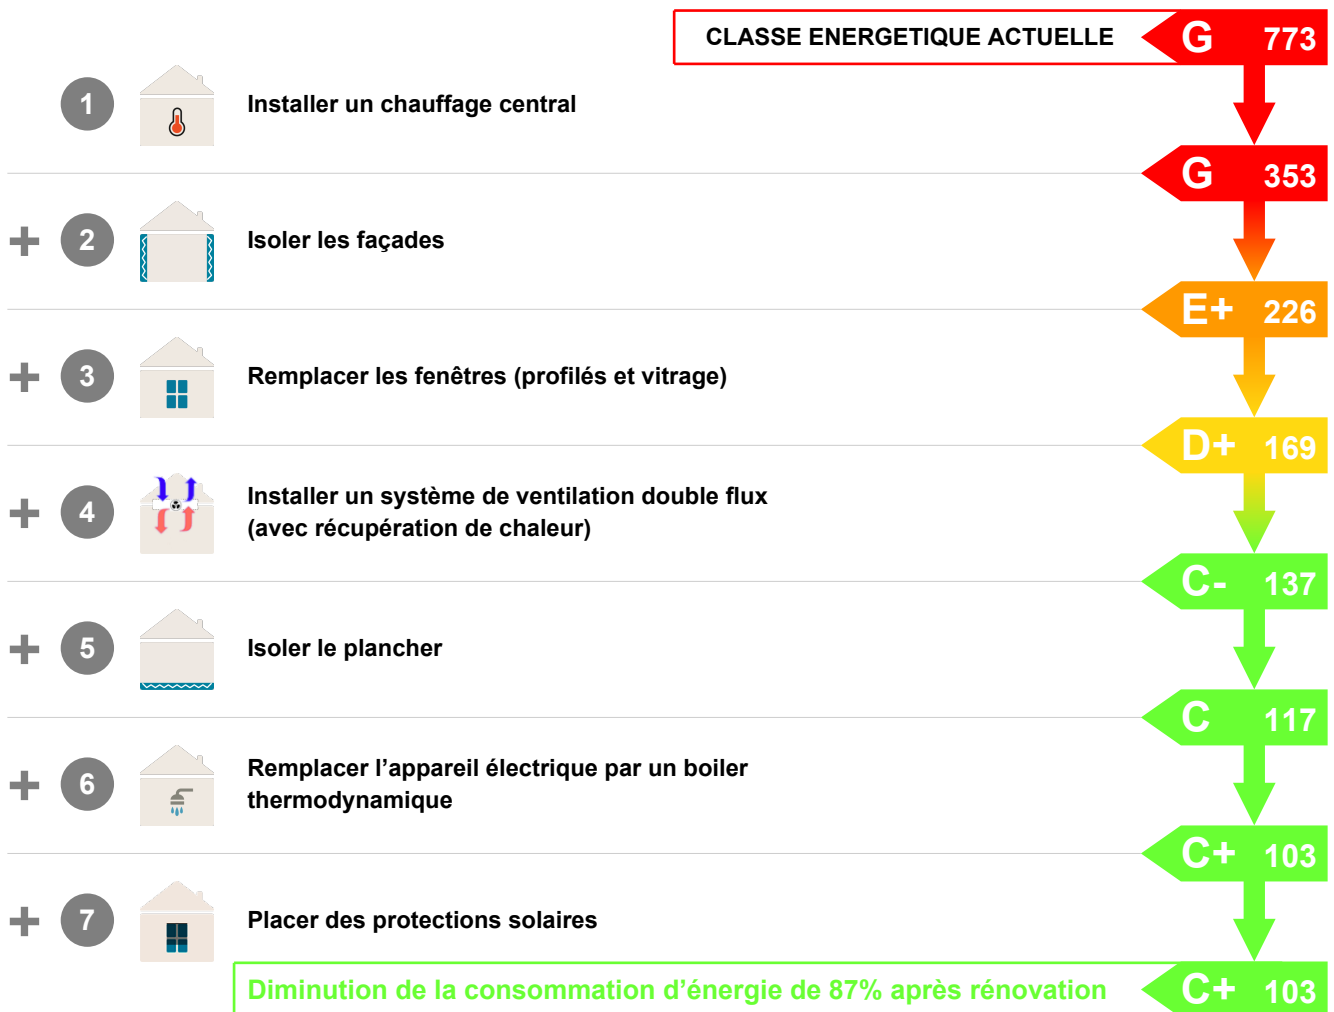 CLASSE ENERGETIQUE ACTUELLE G 773
1 Installer un chauffage central
G 353
+ 2 Isoler les façades
E+ 226
+ 3 Remplacer les fenêtres (profilés et vitrage)
D+ 169
+ 4 Installer un système de ventilation double flux
(avec récupération de chaleur)
C- 137
+ 5 Isoler le plancher
C 117
+ 6 Remplacer l’appareil électrique par un boiler
thermodynamique
C+ 103
+ 7 Placer des protections solaires
Diminution de la consommation d’énergie de 87% après rénovation C+ 103